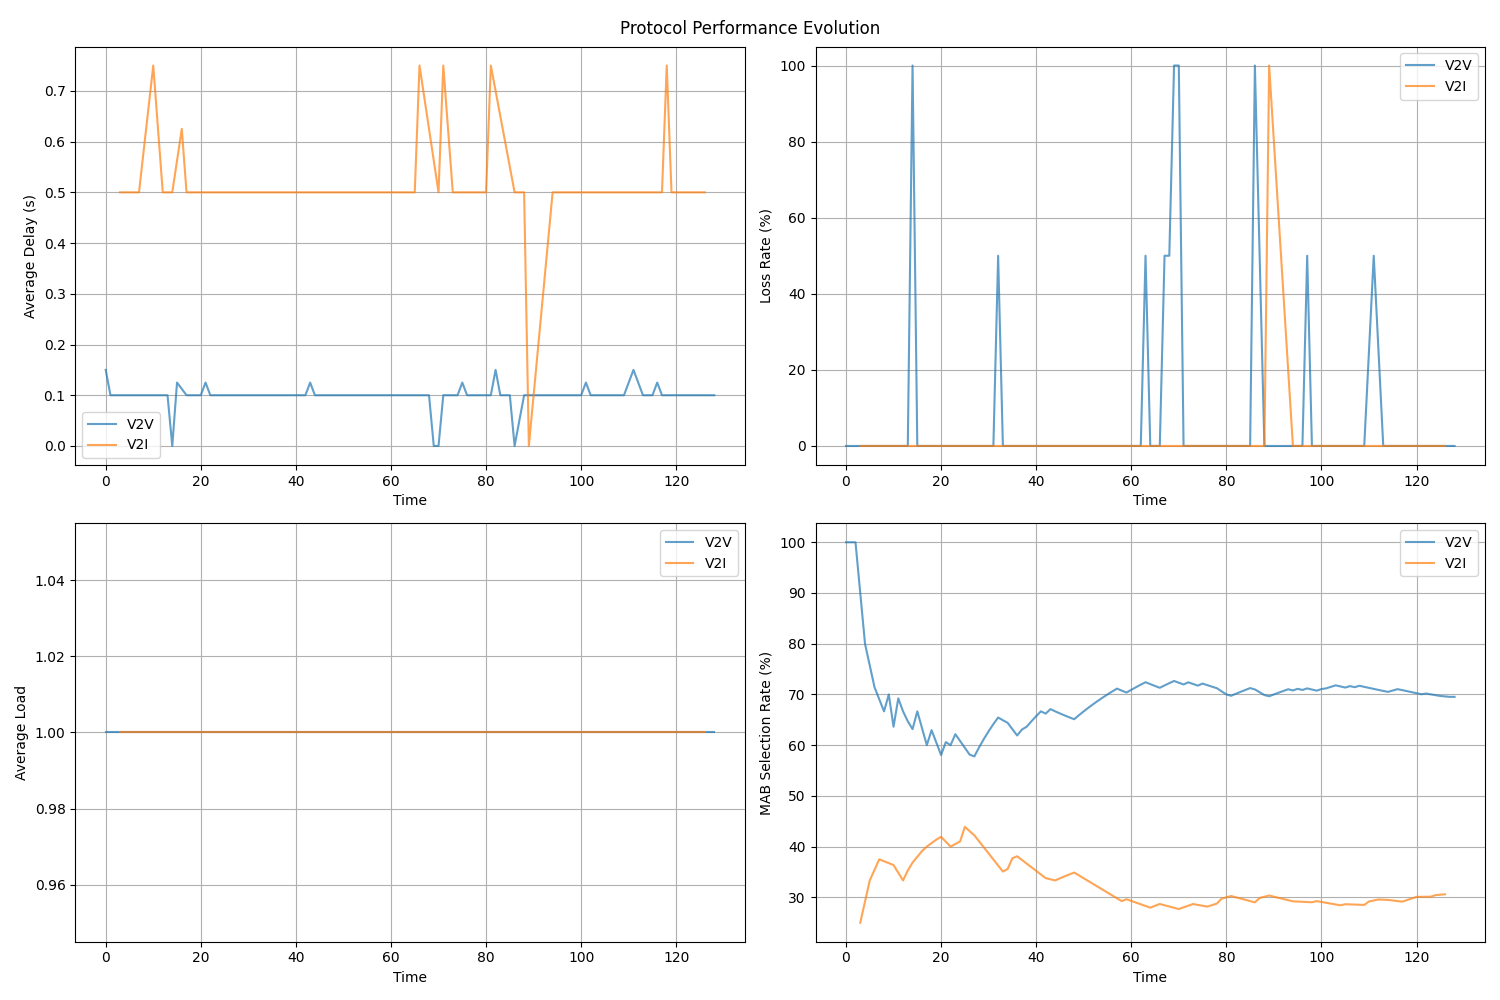 Protocol Performance Evolution
Average Delay (s)
0.7
0.6
0.5
0.4
0.3
0.2
0.1
0.0
V2V
V2I
0 20 40 60 80 100 120
Time
Loss Rate (%)
100
80
60
40
20
0
V2V
V2I
0 20 40 60 80 100 120
Time
Average Load
1.04
1.02
1.00
0.98
0.96
V2V
V2I
0 20 40 60 80 100 120
Time
MAB Selection Rate (%)
100
90
80
70
60
50
40
30
V2V
V2I
0 20 40 60 80 100 120
Time